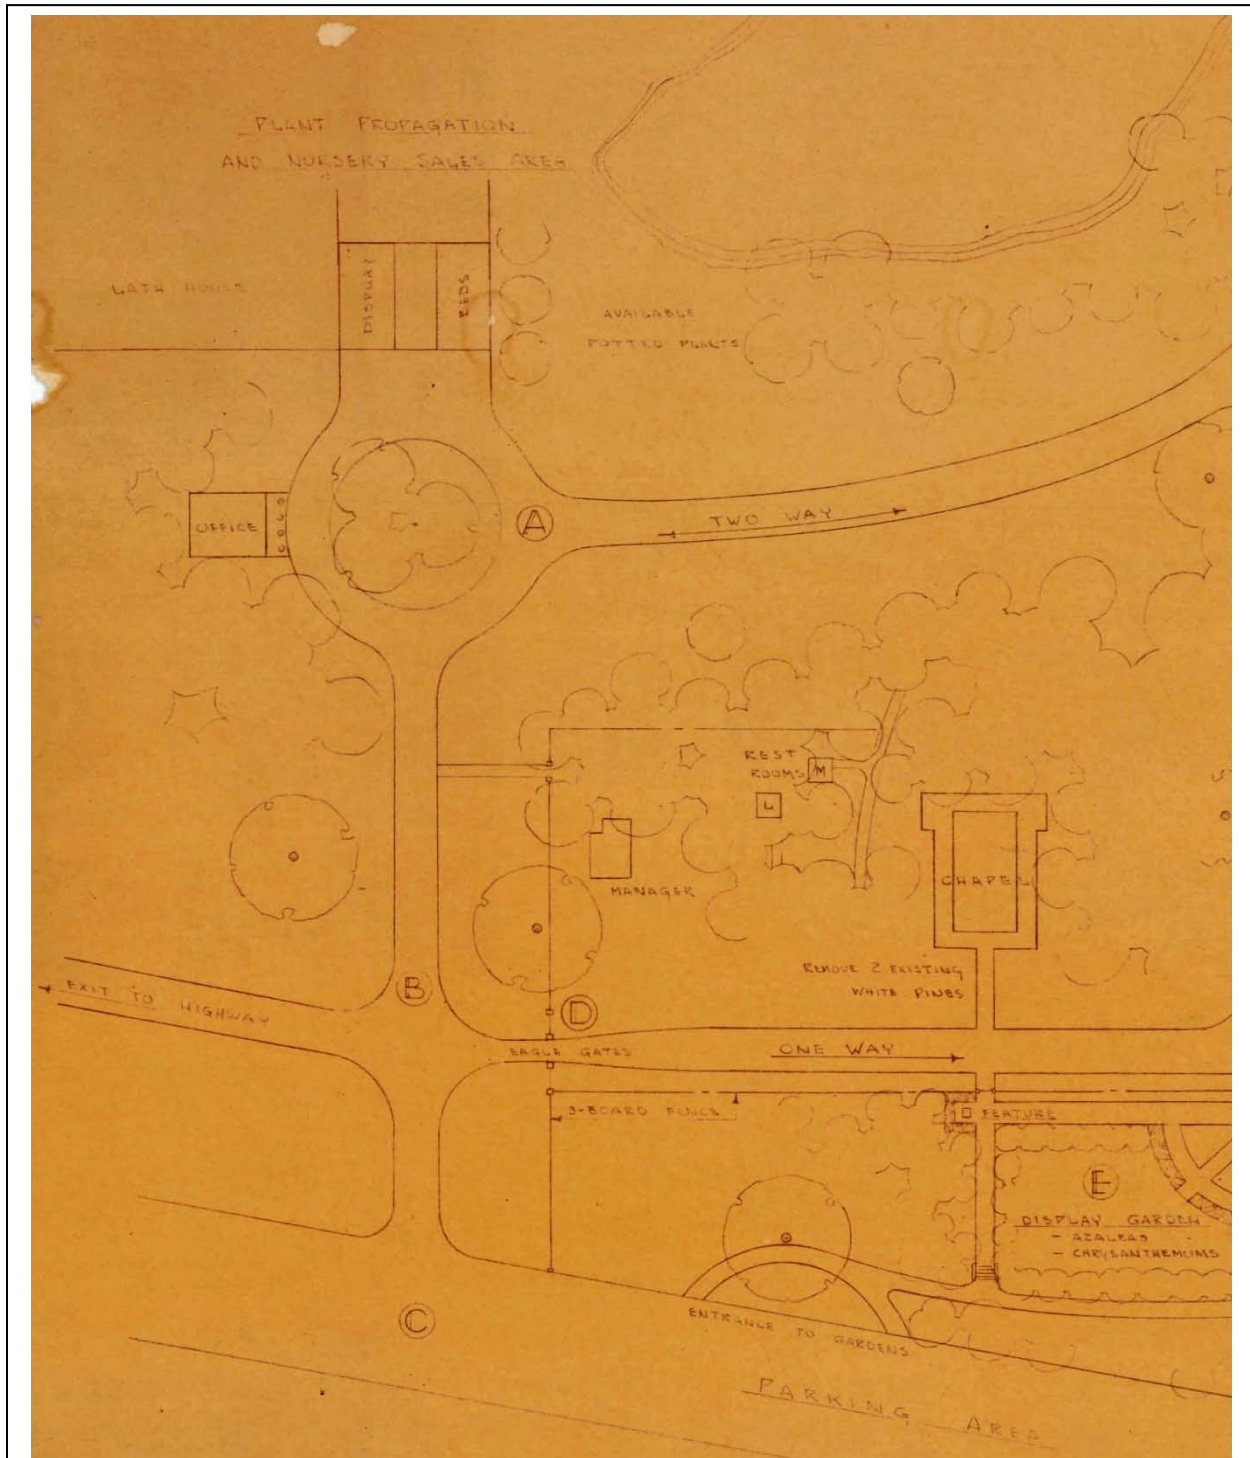 PLANT PROPAGATION
AND NURSERY SALES AREA
LATH HOUSE
DISPLAY
BEDS
AVAILABLE
POTTED PLANTS
OFFICE
A
TWO WAY
REST
ROOMS
M
L
MANAGER
CHAPEL
REMOVE 2 EXISTING
WHITE PINES
EXIT TO HIGHWAY
B
D
EAGLE GATES
ONE WAY
3-BOARD FENCE
FEATURE
E
DISPLAY GARDEN
- AZALEAS
- CHRYSANTHEMUMS
C
ENTRANCE TO GARDENS
PARKING AREA